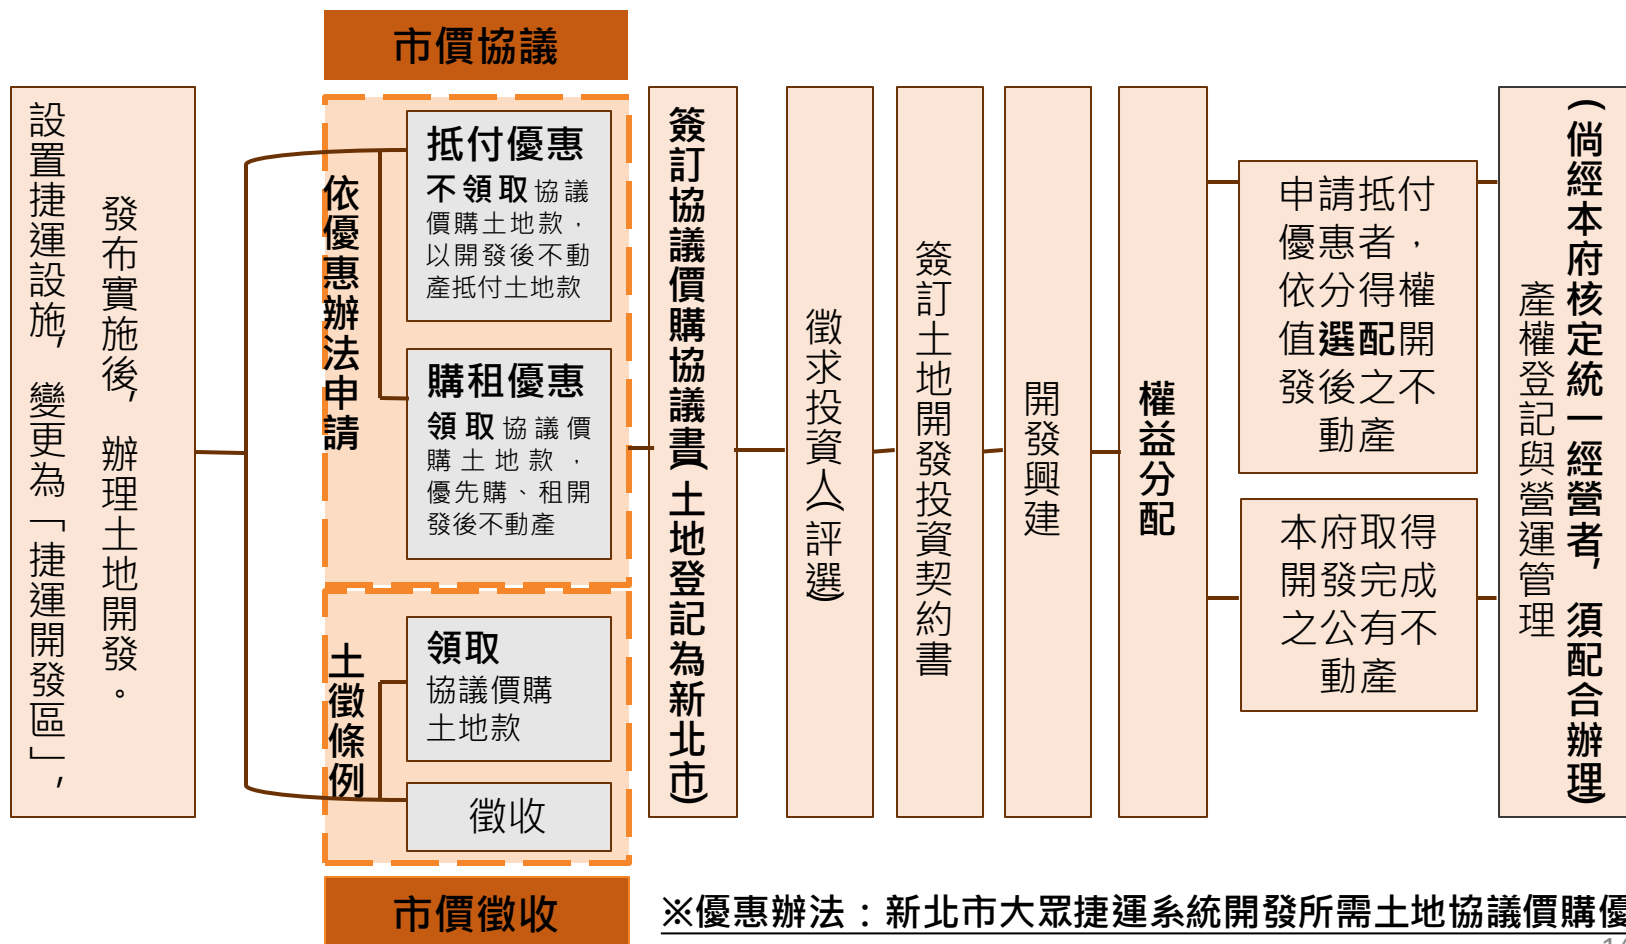 市價協議
設置捷運設施，變更為「捷運開發區」，
發布實施後，辦理土地開發。
依優惠辦法申請
抵付優惠
不領取協議
價購土地款，
以開發後不動
產抵付土地款
購租優惠
領取協議價
購土地款，
優先購、租開
發後不動產
土徵條例
領取
協議價購
土地款
徵收
市價徵收
簽訂協議價購協議書(土地登記為新北市)
徵求投資人(評選)
簽訂土地開發投資契約書
開發興建
權益分配
申請抵付
優惠者，
依分得權
值選配開
發後之不
動產
本府取得
開發完成
之公有不
動產
產權登記與營運管理
(倘經本府核定統一經營者，須配合辦理)
※優惠辦法：新北市大眾捷運系統開發所需土地協議價購優